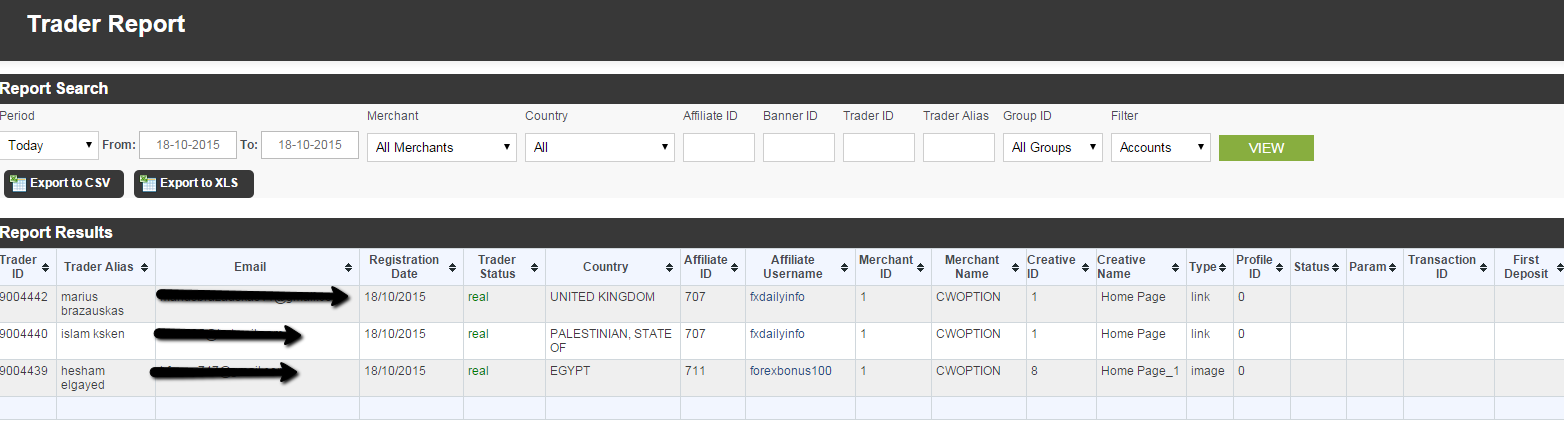 Trader Report
Report Search
Period Merchant Country Affiliate ID Banner ID Trader ID Trader Alias Group ID Filter
Today From: 18-10-2015 To: 18-10-2015 All Merchants All All Groups Accounts VIEW
Export to CSV Export to XLS
Report Results
Trader ID Trader Alias Email Registration Date Trader Status Country Affiliate ID Affiliate Username Merchant ID Merchant Name Creative ID Creative Name Type Profile ID Status Param Transaction ID First Deposit
9004442 marius brazauskas 18/10/2015 real UNITED KINGDOM 707 fxdailyinfo 1 CWOPTION 1 Home Page link 0
9004440 islam ksken 18/10/2015 real PALESTINIAN, STATE OF 707 fxdailyinfo 1 CWOPTION 1 Home Page link 0
9004439 hesham elgayed 18/10/2015 real EGYPT 711 forexbonus100 1 CWOPTION 8 Home Page_1 image 0